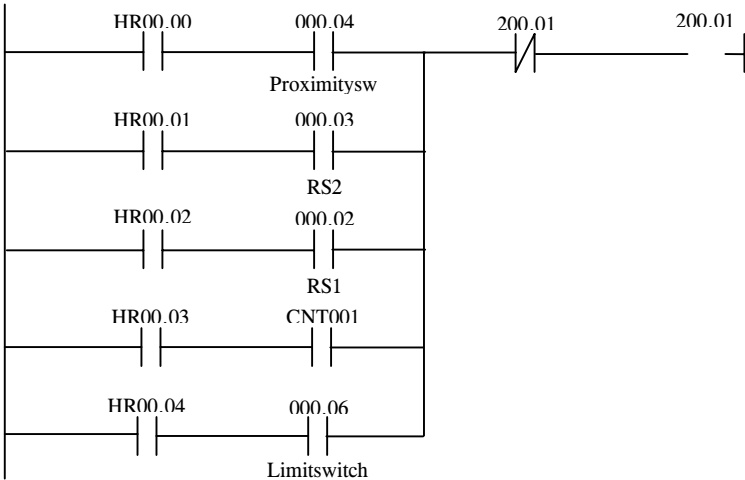 HR00.00 000.04 200.01 200.01
Proximitysw
HR00.01 000.03
RS2
HR00.02 000.02
RS1
HR00.03 CNT001
HR00.04 000.06
Limitswitch